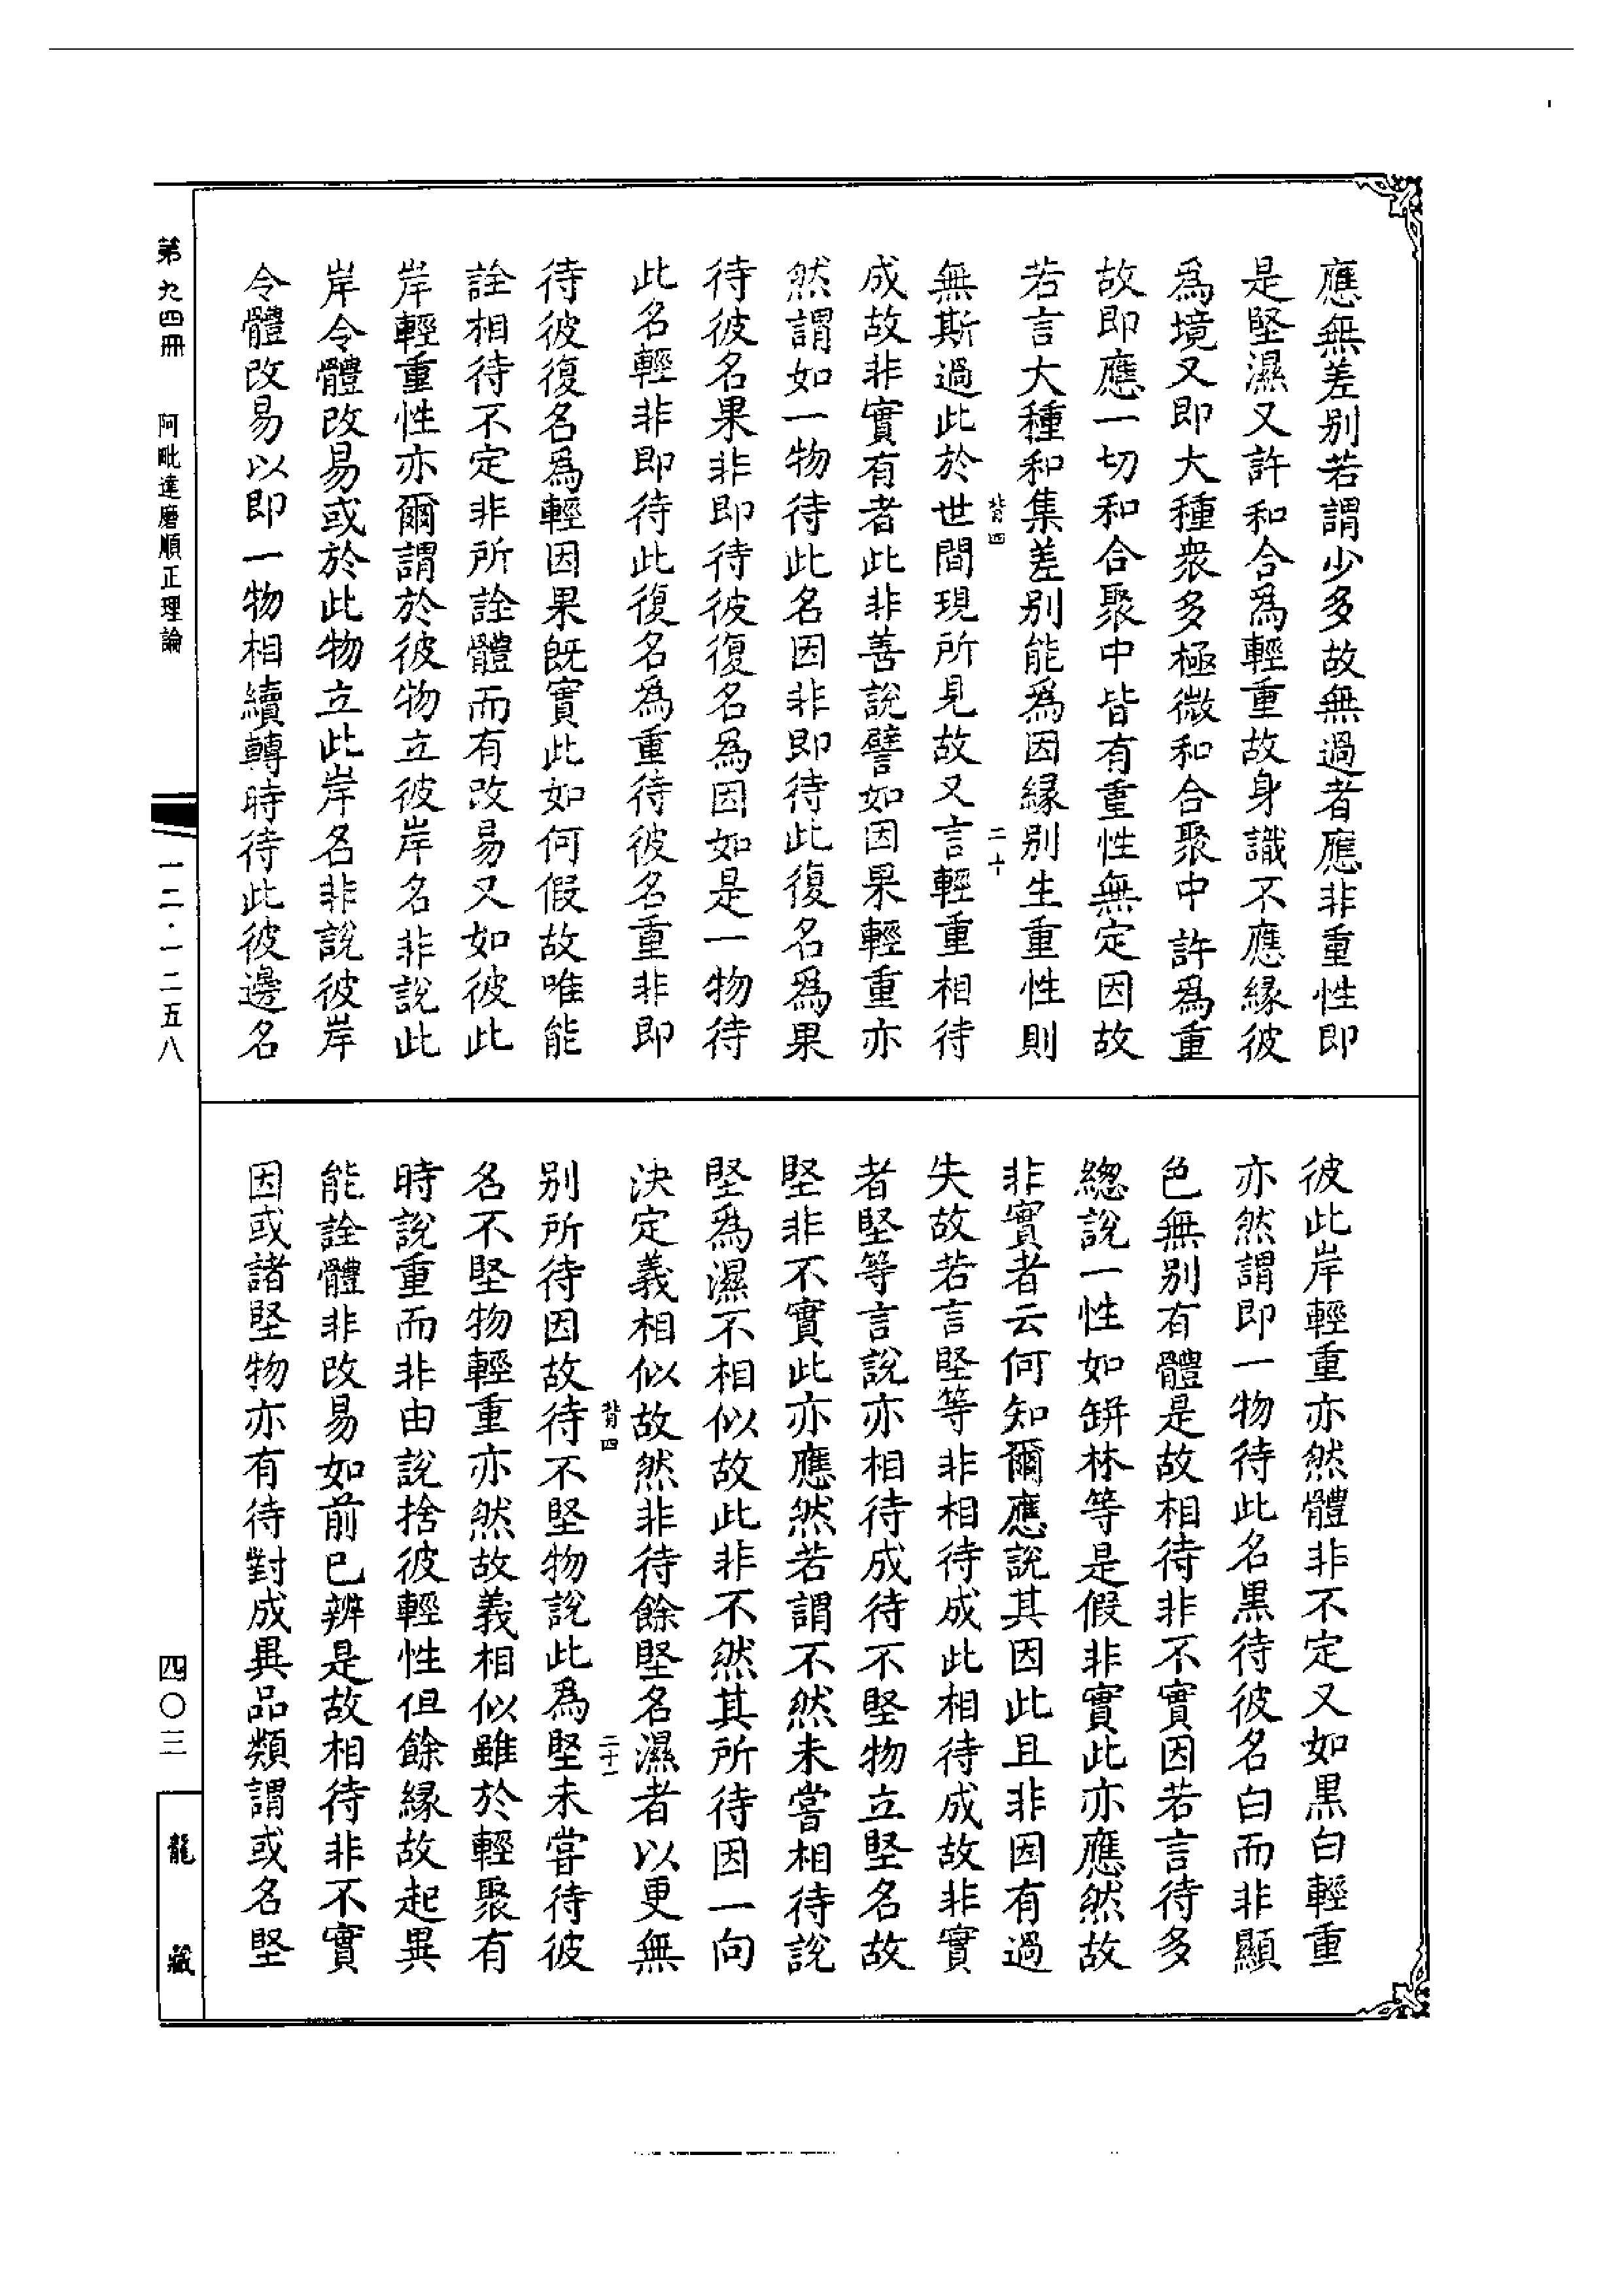 應無差别若謂少多故無過者應非重性即
是堅濕又許和合爲輕重故身識不應緣彼
爲境又即大種衆多極微和合聚中許爲重
故即應一切和合聚中皆有重性無定因故
若言大種和集差别能爲因緣别生重性則
背四
二十
無斯過此於世間現所見故又言輕重相待
成故非實有者此非善說譬如因果輕重亦
然謂如一物待此名因非即待此復名爲果
待彼名果非即待彼復名爲因如是一物待
此名輕非即待此復名爲重待彼名重非即
待彼復名爲輕因果既實此如何假故唯能
詮相待不定非所詮體而有改易又如彼此
岸輕重性亦爾謂於彼物立彼岸名非說此
岸令體改易或於此物立此岸名非說彼岸
令體改易以即一物相續轉時待此彼邊名
彼此岸輕重亦然體非不定又如黒白輕重
亦然謂即一物待此名黒待彼名白而非顯
色無别有體是故相待非不實因若言待多
緫說一性如缾林等是假非實此亦應然故
非實者云何知爾應說其因此且非因有過
失故若言堅等非相待成此相待成故非實
者堅等言說亦相待成待不堅物立堅名故
堅非不實此亦應然若謂不然未嘗相待說
堅爲濕不相似故此非不然其所待因一向
決定義相似故然非待餘堅名濕者以更無
背四
二十一
别所待因故待不堅物說此爲堅未嘗待彼
名不堅物輕重亦然故義相似雖於輕聚有
時說重而非由說捨彼輕性但餘緣故起異
能詮體非改易如前已辨是故相待非不實
因或諸堅物亦有待對成異品類謂或名堅
第九四冊
阿毗達磨順正理論
一二·一二五八
四〇三
龍藏